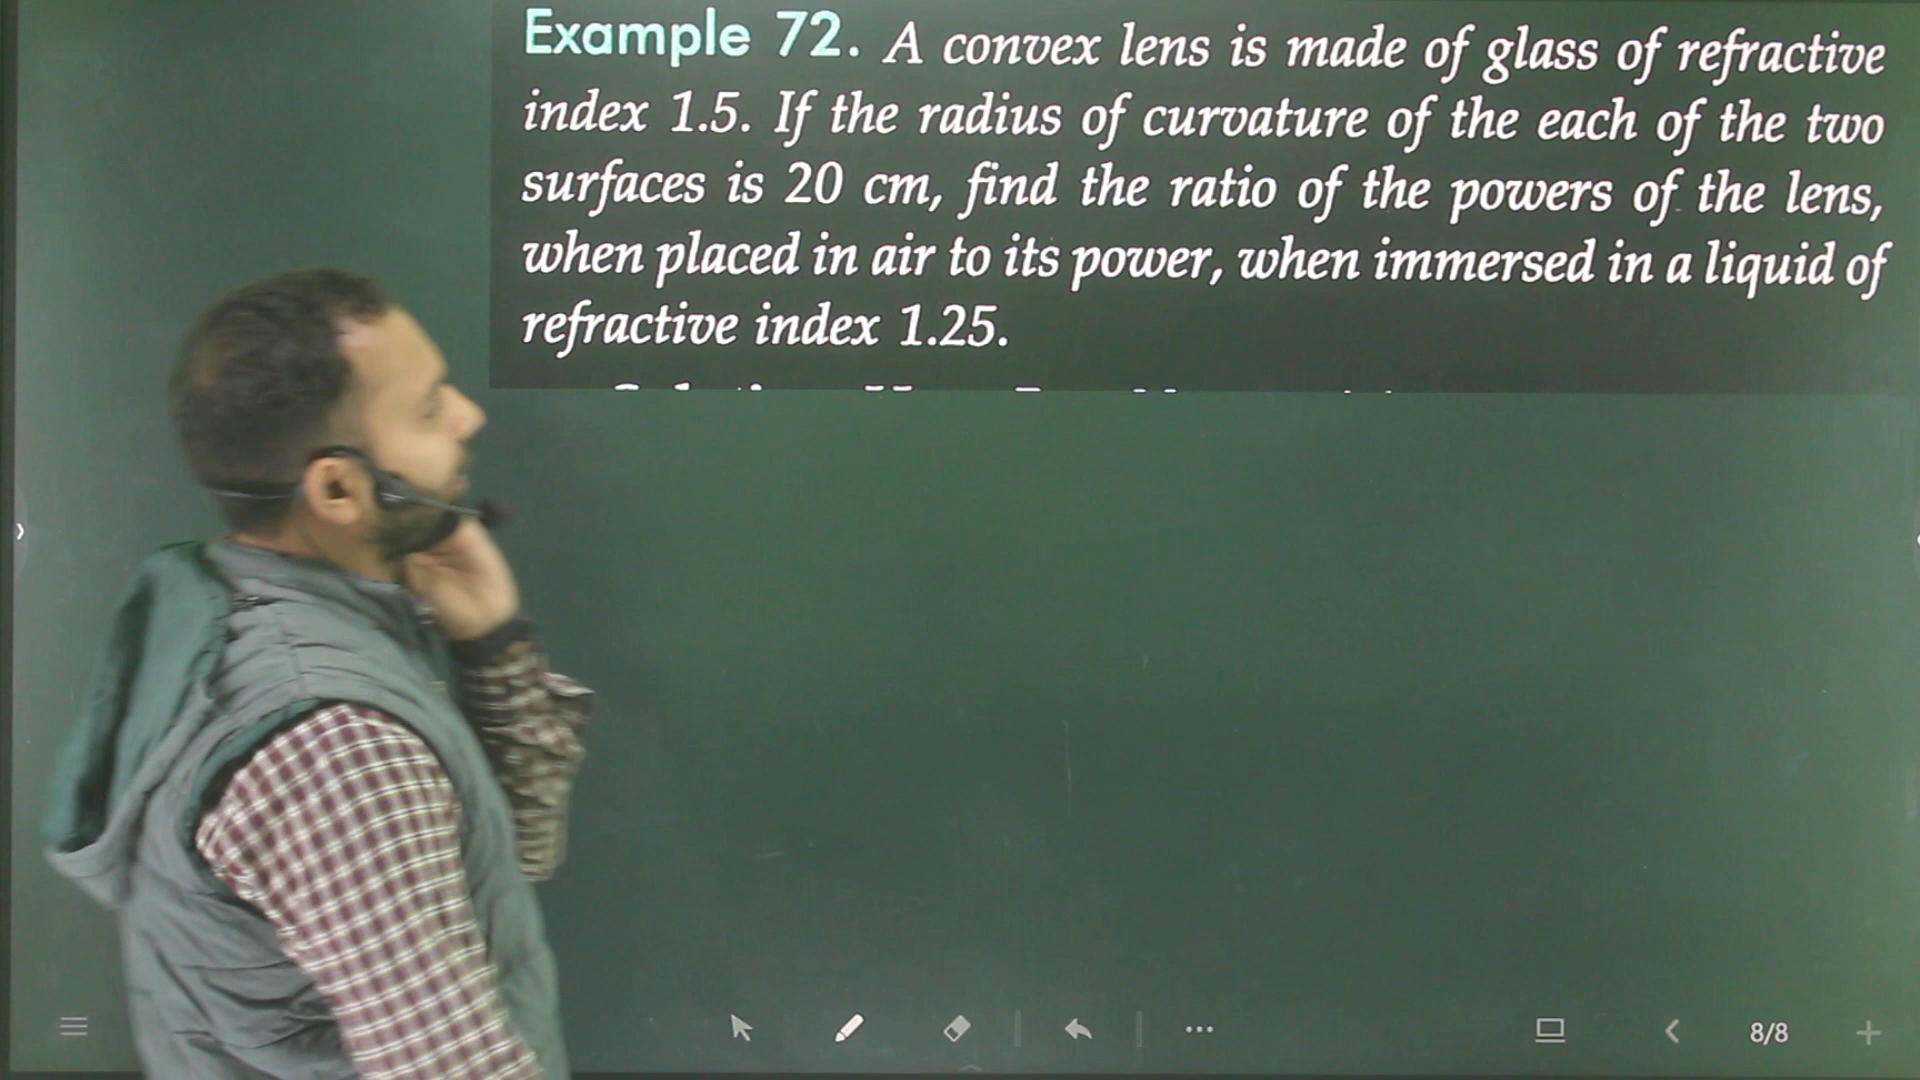 Example 72. A convex lens is made of glass of refractive
index 1.5. If the radius of curvature of the each of the two
surfaces is 20 cm, find the ratio of the powers of the lens,
when placed in air to its power, when immersed in a liquid of
refractive index 1.25.
8/8